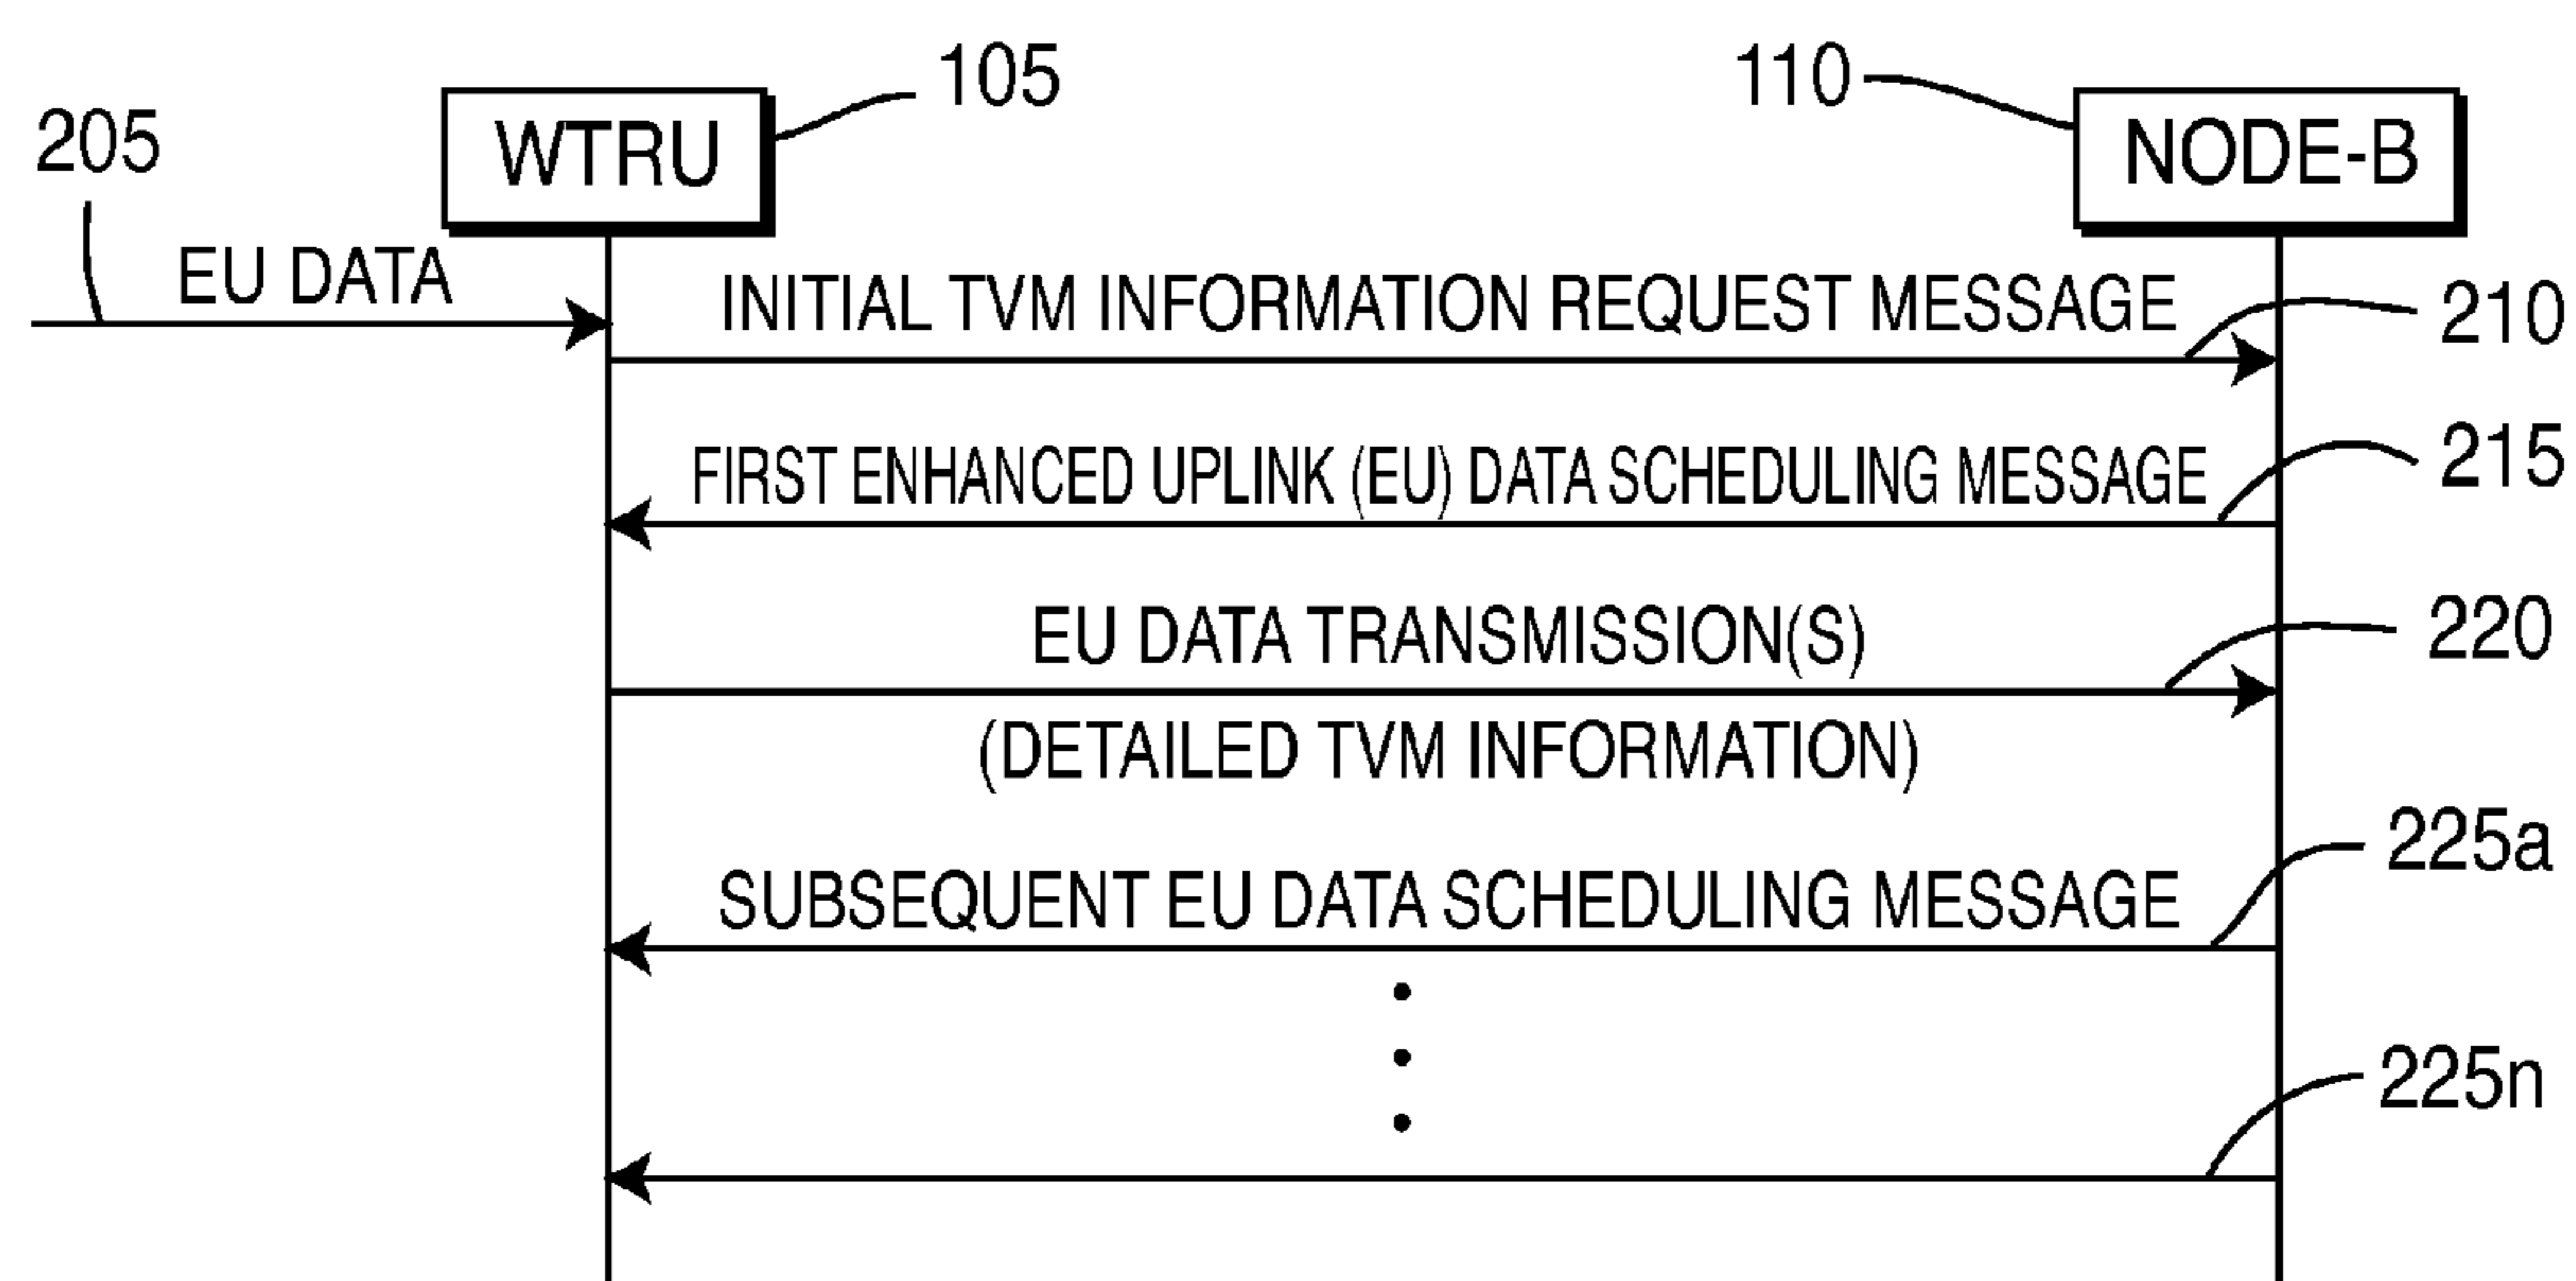 105
110
205
WTRU
NODE-B
EU DATA
INITIAL TVM INFORMATION REQUEST MESSAGE
210
FIRST ENHANCED UPLINK (EU) DATA SCHEDULING MESSAGE
215
EU DATA TRANSMISSION(S)
220
(DETAILED TVM INFORMATION)
225a
SUBSEQUENT EU DATA SCHEDULING MESSAGE
225n